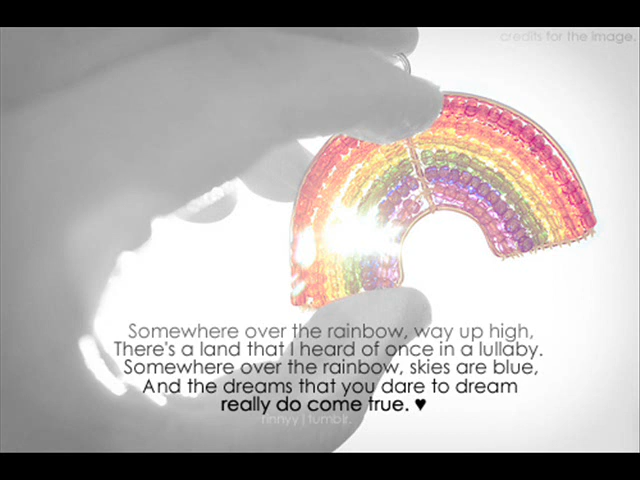 credits for the image.
Somewhere over the rainbow, way up high,
There's a land that I heard of once in a lullaby.
Somewhere over the rainbow, skies are blue,
And the dreams that you dare to dream
really do come true. ♥
rinnyy|tumblr.